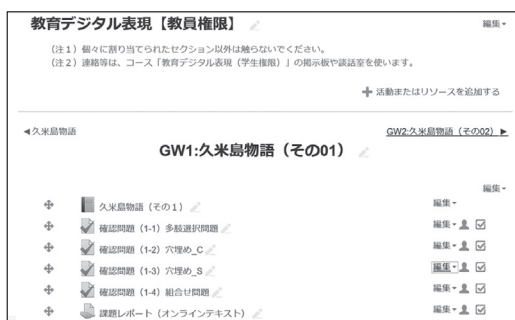 教育デジタル表現【教員権限】
編集
(注1)個々に割り当てられたセクション以外は触らないでください。
(注2)連絡等は、コース「教育デジタル表現(学生権限)」の掲示板や談話室を使います。
活動またはリソースを追加する
◀久米島物語
GW2:久米島物語(その02)▶
GW1:久米島物語(その01)
編集
久米島物語(その1)
編集
確認問題(1-1)多肢選択問題
編集
確認問題(1-2)穴埋め_C
編集
確認問題(1-3)穴埋め_S
編集
確認問題(1-4)組合せ問題
編集
課題レポート(オンラインテキスト)
編集